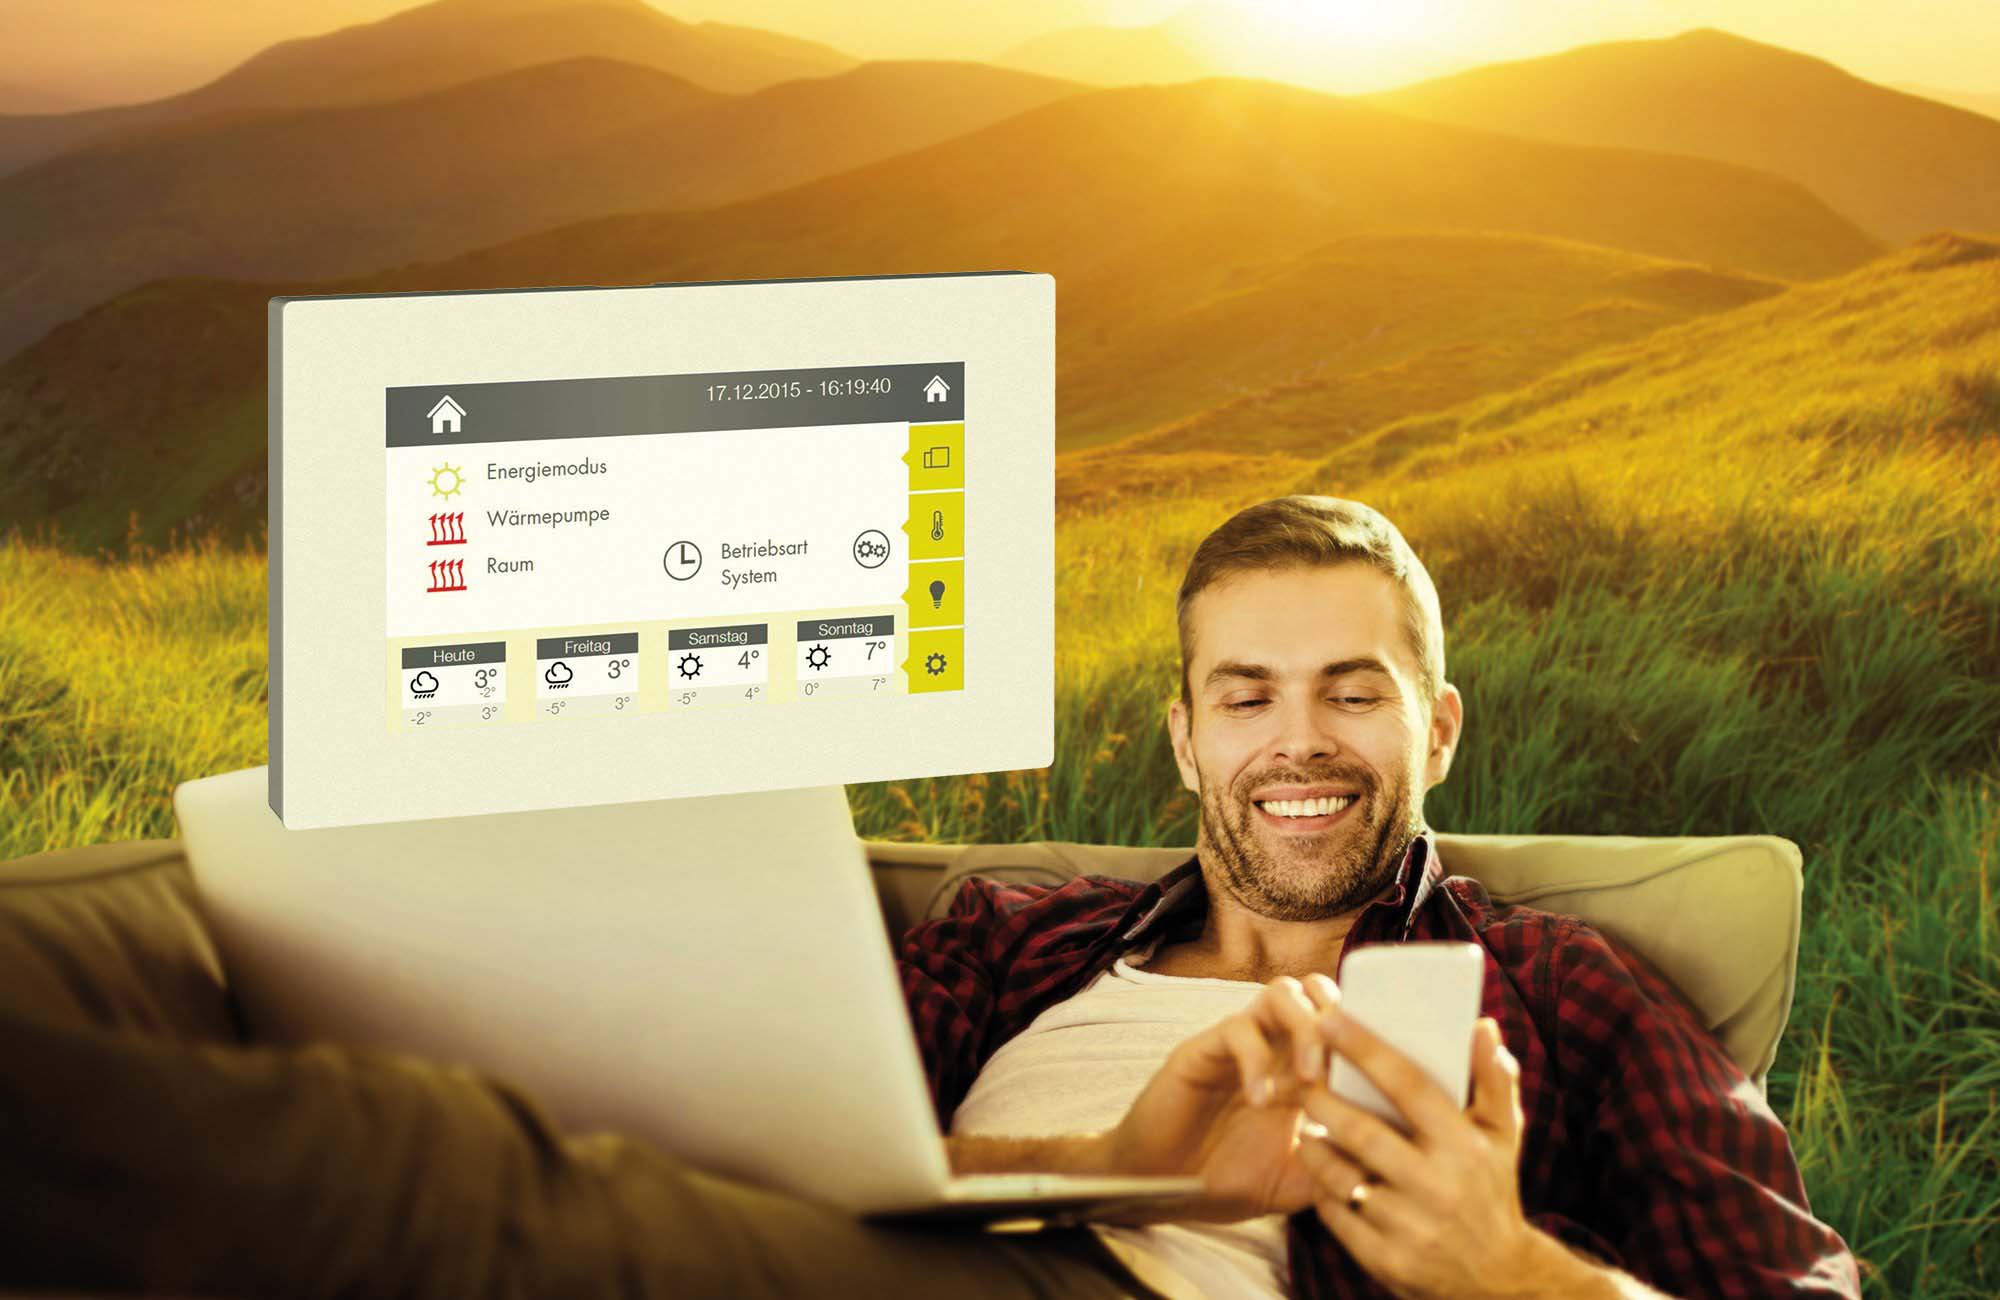 17.12.2015 - 16:19:40
Energiemodus
Wärmepumpe
Raum
Betriebsart
System
Heute
3°
-2°
-2° 3°
Freitag
3°
-5° 3°
Samstag
4°
-5° 4°
Sonntag
7°
0° 7°